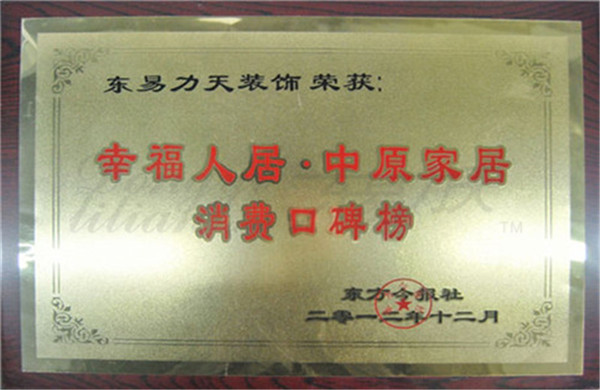 东易力天装饰 荣获：
幸福人居·中原家居
消费口碑榜
TM
东方今报社
二零一二年十二月